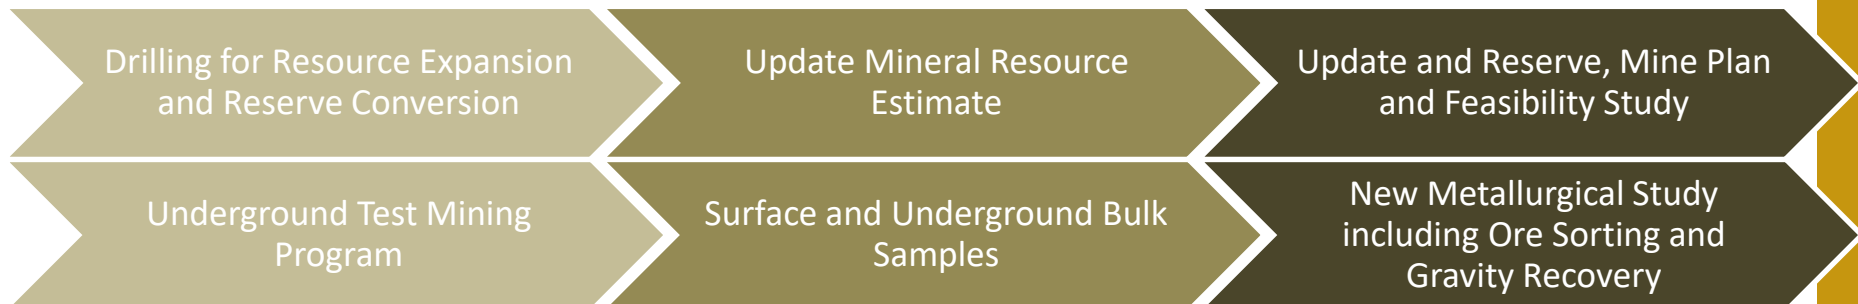 Drilling for Resource Expansion
and Reserve Conversion
Update Mineral Resource
Estimate
Update and Reserve, Mine Plan
and Feasibility Study
Underground Test Mining
Program
Surface and Underground Bulk
Samples
New Metallurgical Study
including Ore Sorting and
Gravity Recovery